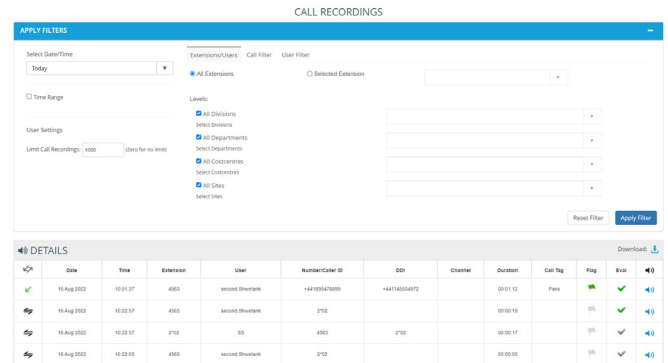 CALL RECORDINGS
APPLY FILTERS
Select Date/Time
Today
Time Range
User Settings
Limit Call Recordings: 1000 (Zero for no limit)
Extensions/Users Call Filter User Filter
All Extensions Selected Extension
Levels:
All Divisions
Select Divisions
All Departments
Select Departments
All Costcentres
Select Costcentres
All Sites
Select Sites
Reset Filter Apply Filter
DETAILS Download:
Date Time Extension User Number/Caller ID DDI Channel Duration Call Tag Flag Eval
16 Aug 2022 10:51:37 4563 second.Shwetank 00:01:12 Pass
16 Aug 2022 10:22:57 4563 second.Shwetank 2*02 00:00:19
16 Aug 2022 10:22:57 2*02 SS 4563 2*02 00:00:17
16 Aug 2022 10:22:03 4563 second.Shwetank 2*02 00:00:03